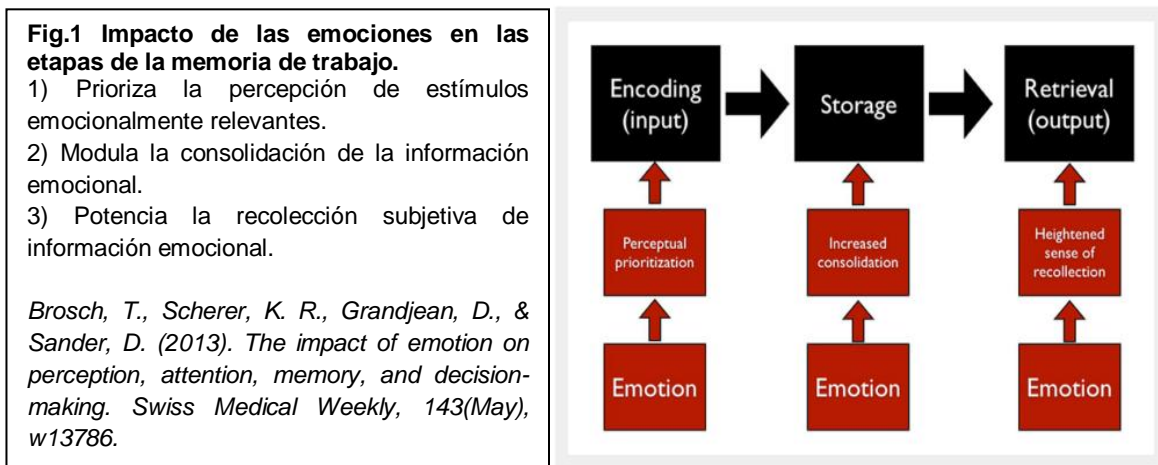 Fig.1 Impacto de las emociones en las
etapas de la memoria de trabajo.
1) Prioriza la percepción de estímulos
emocionalmente relevantes.
2) Modula la consolidación de la información
emocional.
3) Potencia la recolección subjetiva de
información emocional.
Brosch, T., Scherer, K. R., Grandjean, D., &
Sander, D. (2013). The impact of emotion on
perception, attention, memory, and decision-
making. Swiss Medical Weekly, 143(May),
w13786.
Encoding
(input)
Storage
Retrieval
(output)
Perceptual
prioritization
Increased
consolidation
Heightened
sense of
recollection
Emotion
Emotion
Emotion